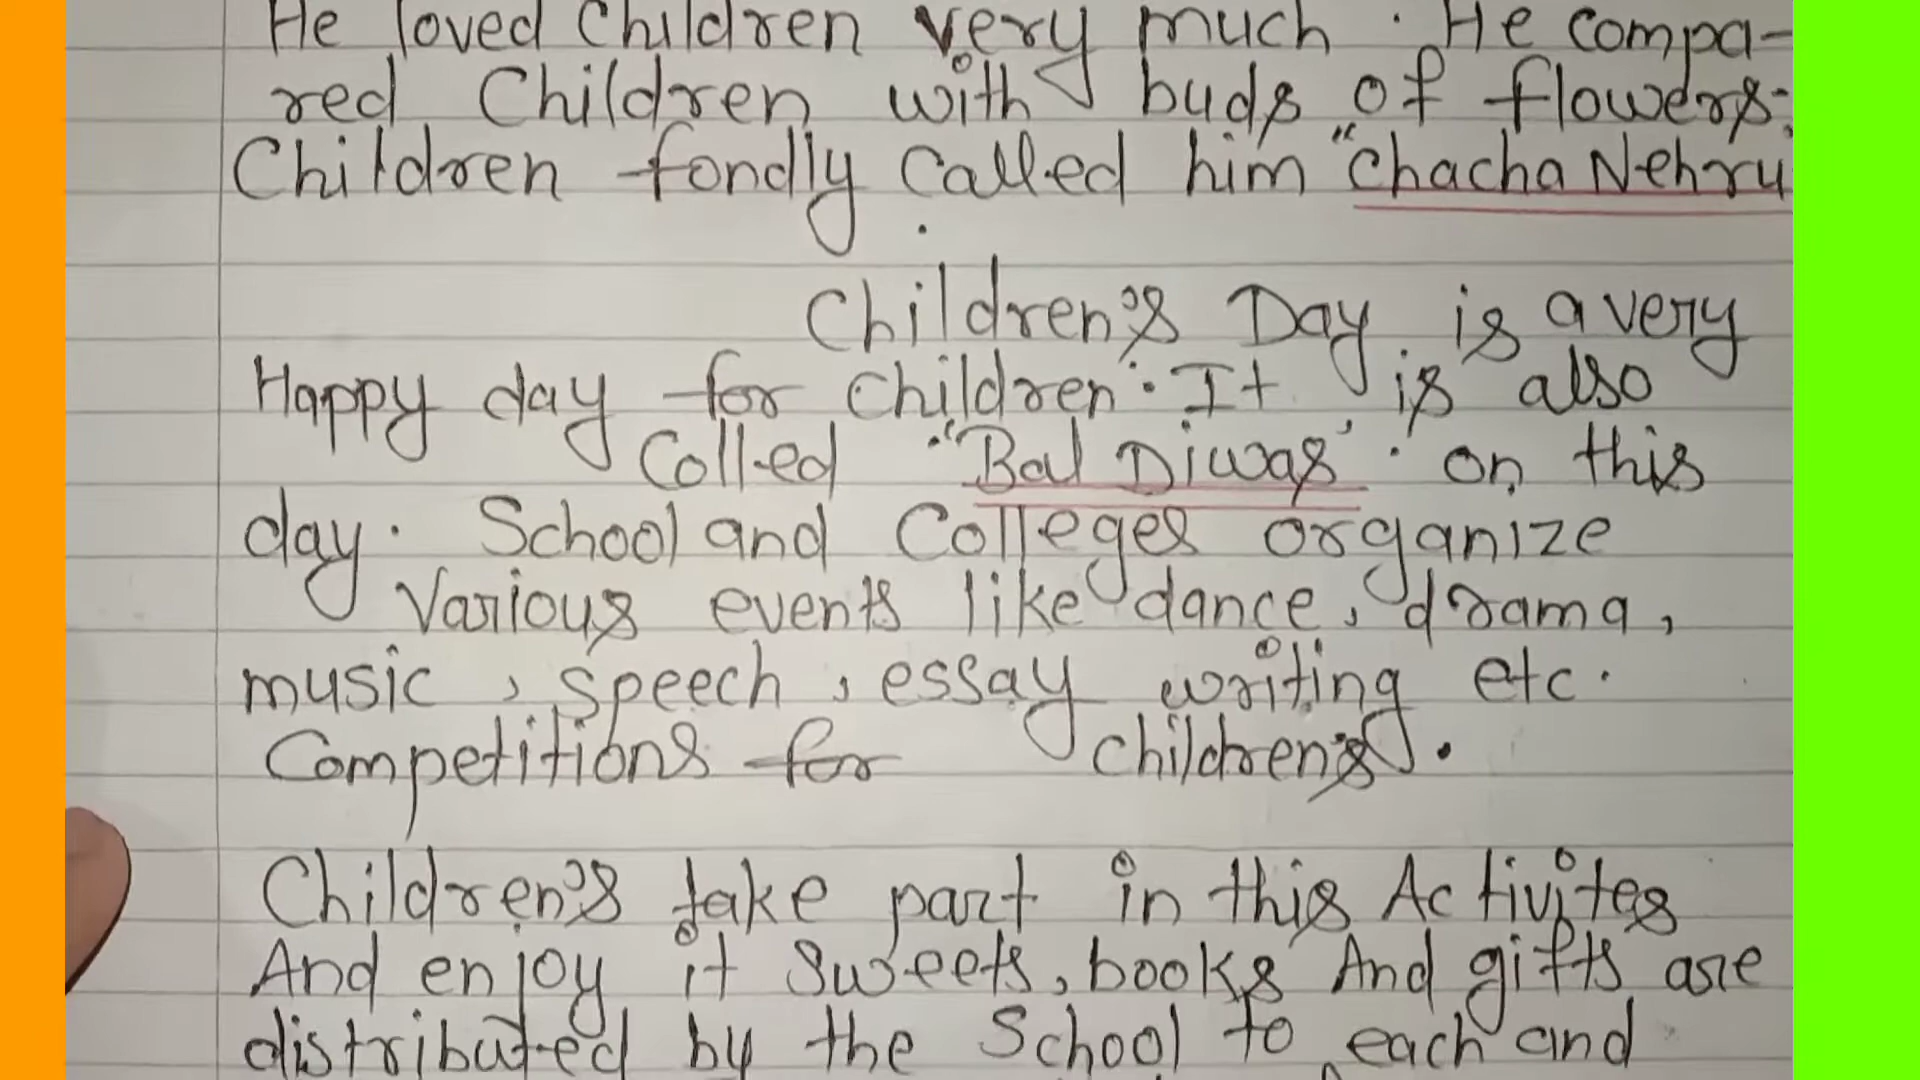 He loved Children very much. He compa-
red Children with buds of flowers.
Children fondly Called him "Chacha Nehru
Children's Day is a very
Happy day for Children. It is also
Called "Bal Diwas". on this
day. School and Colleges organize
Various events like dance, drama,
music, speech, essay writing etc.
Competitions for children's.
Children's take part in this Activites
And enjoy it Sweets, books And gifts are
distributed by the School to each and